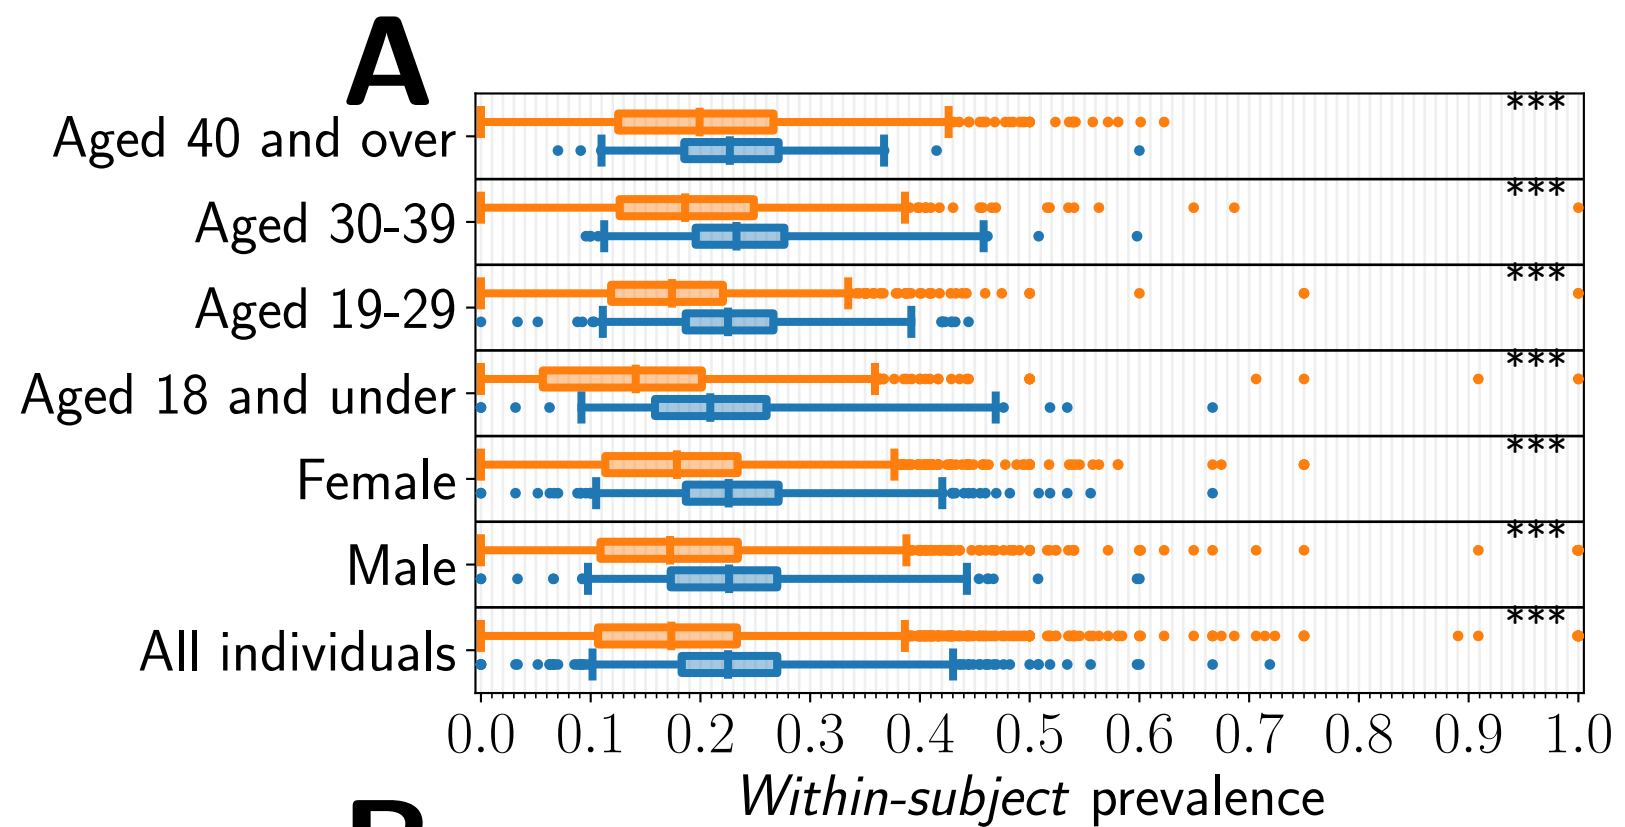 A
Aged 40 and over
***
Aged 30-39
***
Aged 19-29
***
Aged 18 and under
***
Female
***
Male
***
All individuals
***
0.0 0.1 0.2 0.3 0.4 0.5 0.6 0.7 0.8 0.9 1.0
Within-subject prevalence